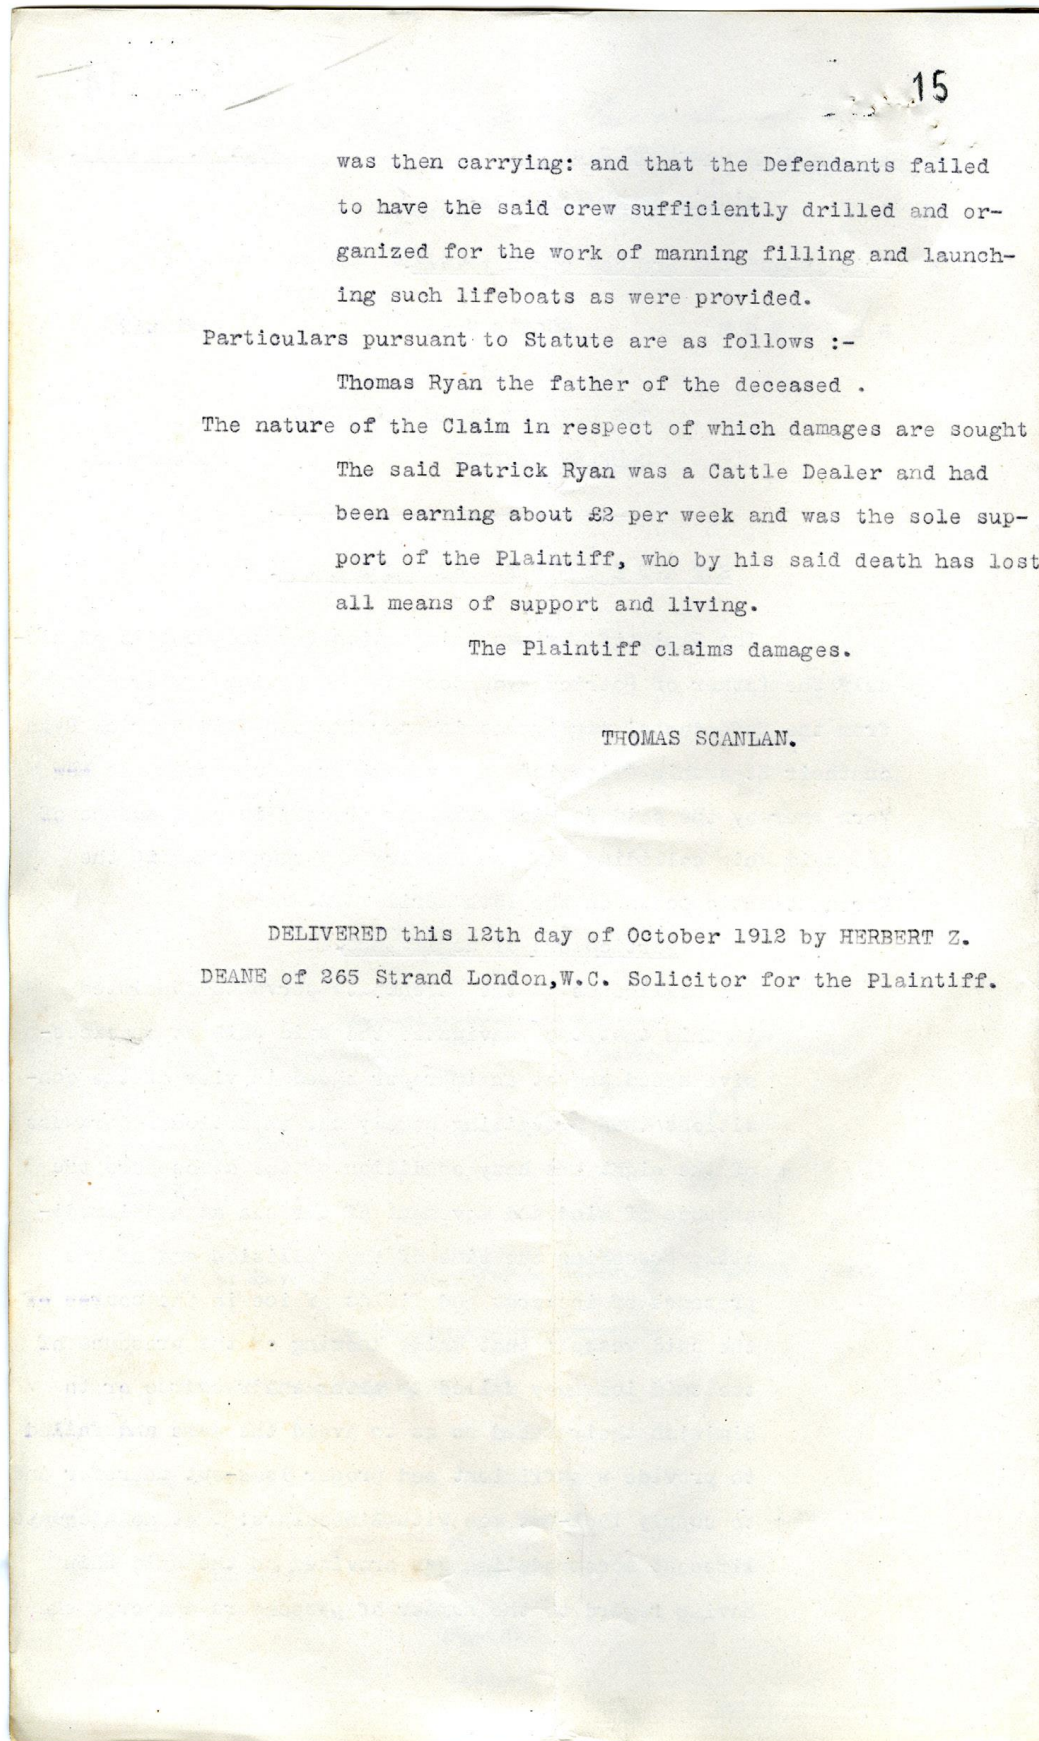 15
was then carrying: and that the Defendants failed
to have the said crew sufficiently drilled and or-
ganized for the work of manning filling and launch-
ing such lifeboats as were provided.
Particulars pursuant to Statute are as follows :-
Thomas Ryan the father of the deceased .
The nature of the Claim in respect of which damages are sought
The said Patrick Ryan was a Cattle Dealer and had
been earning about £2 per week and was the sole sup-
port of the Plaintiff, who by his said death has lost
all means of support and living.
The Plaintiff claims damages.
THOMAS SCANLAN.
DELIVERED this 12th day of October 1912 by HERBERT Z.
DEANE of 265 Strand London,W.C. Solicitor for the Plaintiff.